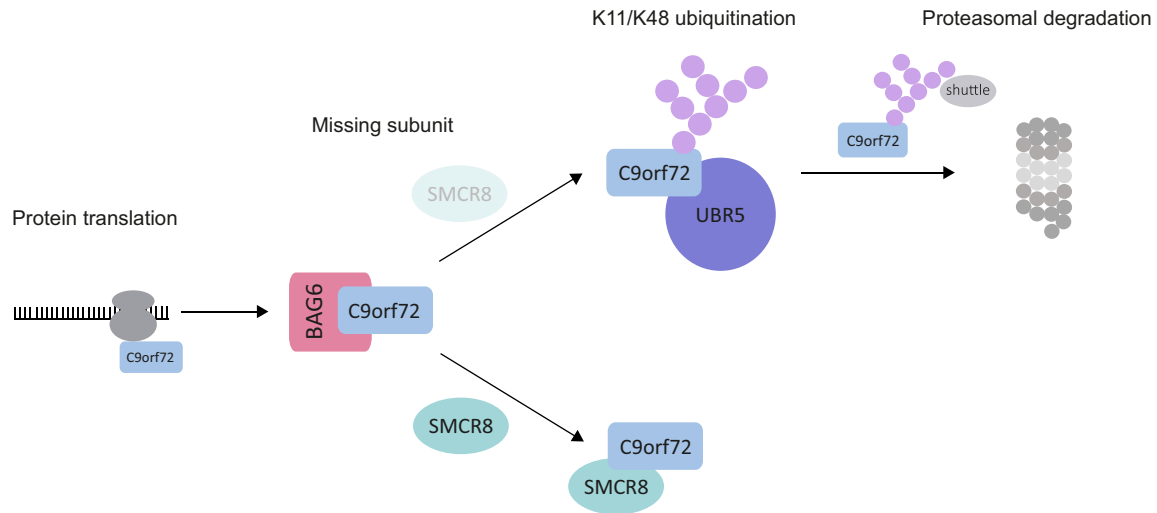 K11/K48 ubiquitination
Proteasomal degradation
shuttle
C9orf72
Missing subunit
C9orf72
SMCR8
UBR5
Protein translation
BAG6
C9orf72
C9orf72
SMCR8
C9orf72
SMCR8